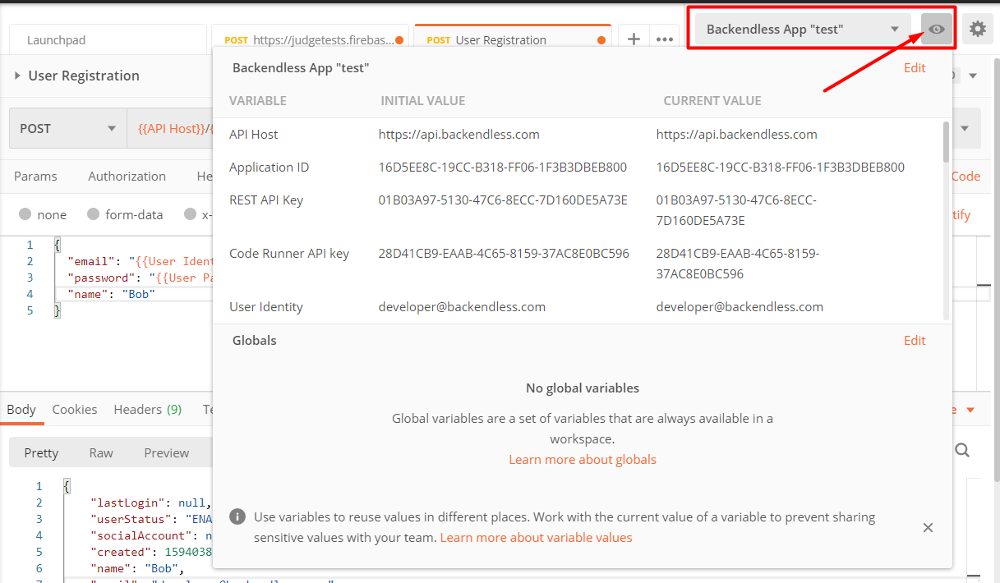 Launchpad
POST https://judgetests.firebas...
POST User Registration
Backendless App "test"
User Registration
Backendless App "test"
Edit
VARIABLE INITIAL VALUE CURRENT VALUE
POST
{{API Host}}/
API Host https://api.backendless.com https://api.backendless.com
Application ID 16D5EE8C-19CC-B318-FF06-1F3B3DBEB800 16D5EE8C-19CC-B318-FF06-1F3B3DBEB800
REST API Key 01B03A97-5130-47C6-8ECC-7D160DE5A73E 01B03A97-5130-47C6-8ECC-
7D160DE5A73E
Code Runner API key 28D41CB9-EAAB-4C65-8159-37AC8E0BC596 28D41CB9-EAAB-4C65-8159-
37AC8E0BC596
User Identity developer@backendless.com developer@backendless.com
Params Authorization He
Code
none form-data x-
tify
1 {
2 "email": "{{User Ident
3 "password": "{{User Pa
4 "name": "Bob"
5 }
Globals
Edit
No global variables
Global variables are a set of variables that are always available in a
workspace.
Learn more about globals
Use variables to reuse values in different places. Work with the current value of a variable to prevent sharing
sensitive values with your team. Learn more about variable values
Body Cookies Headers (9) Te
e
Pretty Raw Preview
1 {
2 "lastLogin": null,
3 "userStatus": "ENA
4 "socialAccount": n
5 "created": 1594038
6 "name": "Bob",